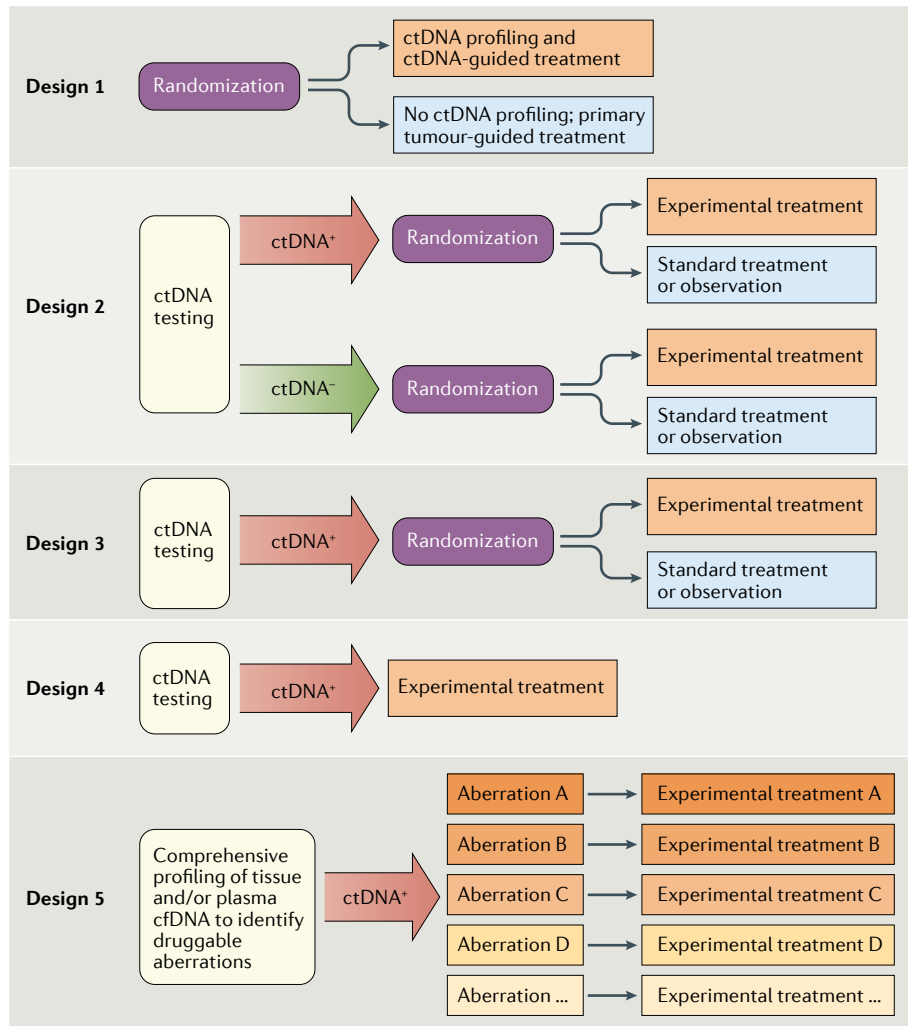 Design 1
Randomization
ctDNA profiling and
ctDNA-guided treatment
No ctDNA profiling; primary
tumour-guided treatment
Design 2
ctDNA
testing
ctDNA⁺
Randomization
Experimental treatment
Standard treatment
or observation
ctDNA⁻
Randomization
Experimental treatment
Standard treatment
or observation
Design 3
ctDNA
testing
ctDNA⁺
Randomization
Experimental treatment
Standard treatment
or observation
Design 4
ctDNA
testing
ctDNA⁺
Experimental treatment
Design 5
Comprehensive
profiling of tissue
and/or plasma
cfDNA to identify
druggable
aberrations
ctDNA⁺
Aberration A
Experimental treatment A
Aberration B
Experimental treatment B
Aberration C
Experimental treatment C
Aberration D
Experimental treatment D
Aberration ...
Experimental treatment ...